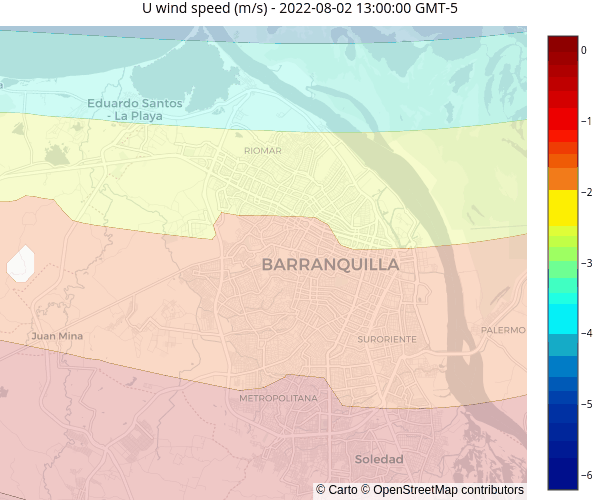 U wind speed (m/s) - 2022-08-02 13:00:00 GMT-5
Eduardo Santos
- La Playa
RIOMAR
BARRANQUILLA
Juan Mina
SURORIENTE
PALERMO
METROPOLITANA
Soledad
© Carto © OpenStreetMap contributors
0
−1
−2
−3
−4
−5
−6